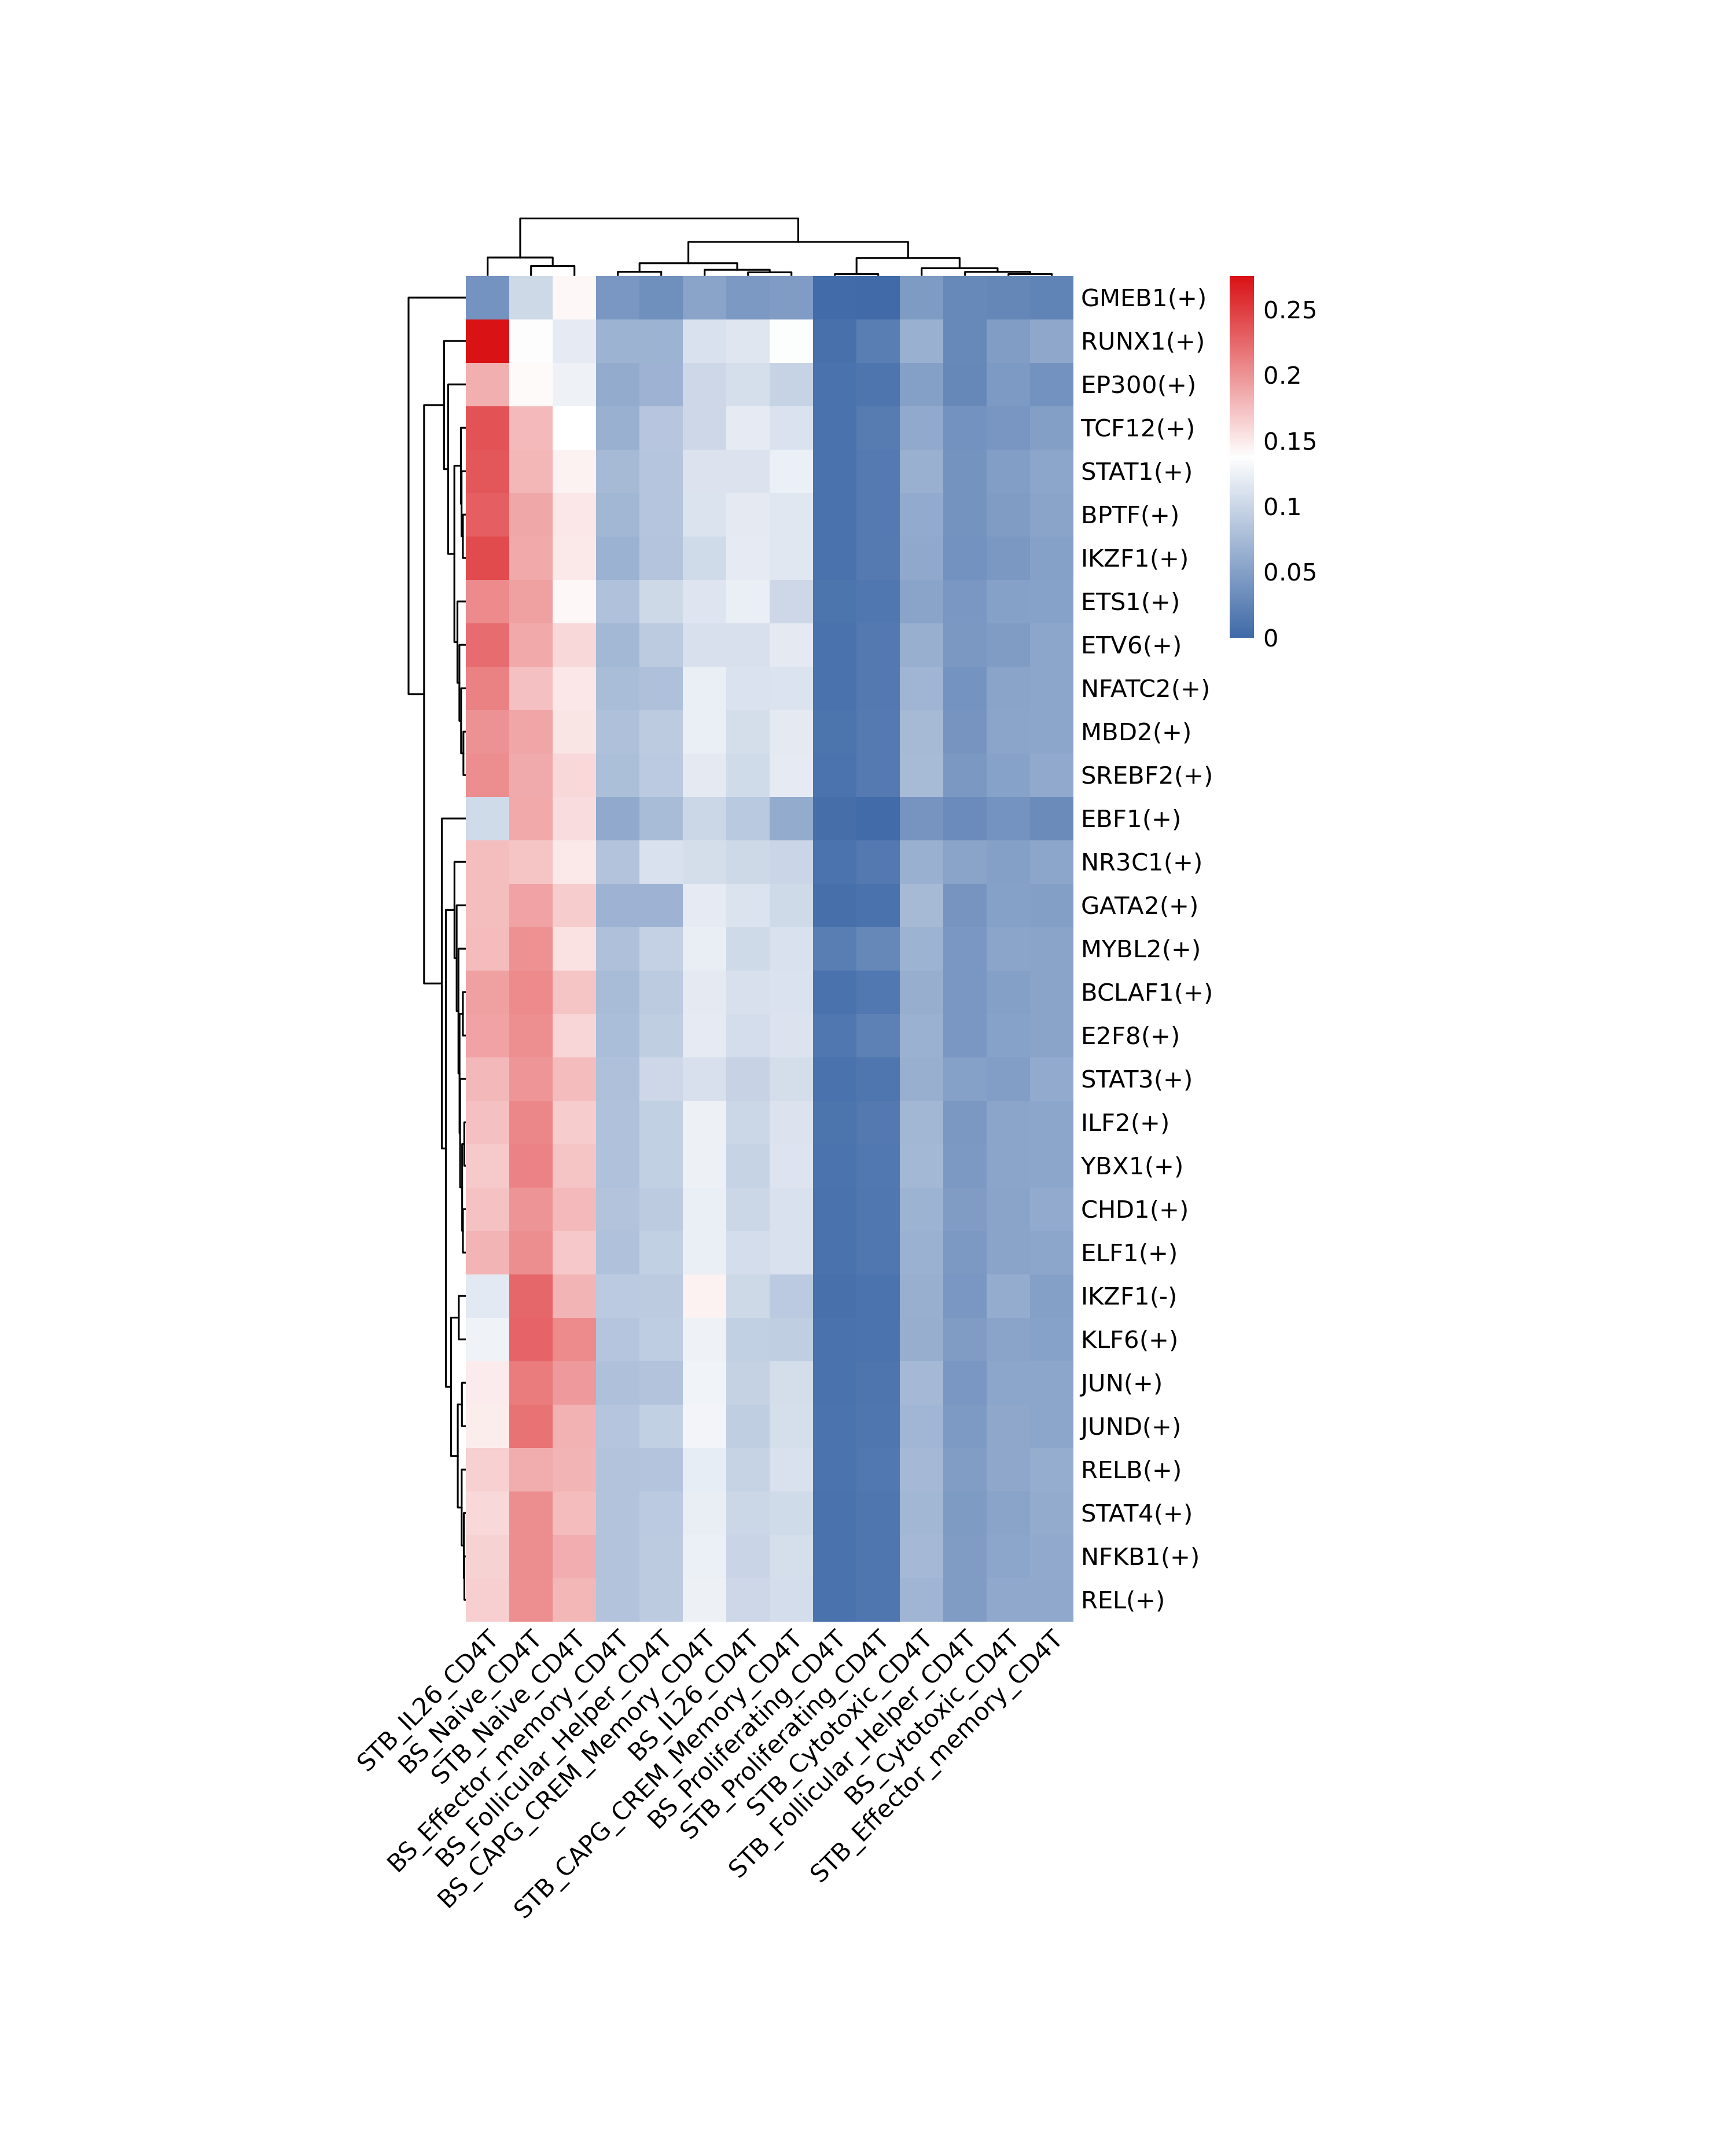 GMEB1(+)
RUNX1(+)
EP300(+)
TCF12(+)
STAT1(+)
BPTF(+)
IKZF1(+)
ETS1(+)
ETV6(+)
NFATC2(+)
MBD2(+)
SREBF2(+)
EBF1(+)
NR3C1(+)
GATA2(+)
MYBL2(+)
BCLAF1(+)
E2F8(+)
STAT3(+)
ILF2(+)
YBX1(+)
CHD1(+)
ELF1(+)
IKZF1(-)
KLF6(+)
JUN(+)
JUND(+)
RELB(+)
STAT4(+)
NFKB1(+)
REL(+)
0.25
0.2
0.15
0.1
0.05
0
STB_IL26_CD4T
BS_Naive_CD4T
STB_Naive_CD4T
BS_Effector_memory_CD4T
BS_Follicular_Helper_CD4T
BS_CAPG_CREM_Memory_CD4T
BS_IL26_CD4T
STB_CAPG_CREM_Memory_CD4T
BS_Proliferating_CD4T
STB_Proliferating_CD4T
STB_Cytotoxic_CD4T
STB_Follicular_Helper_CD4T
BS_Cytotoxic_CD4T
STB_Effector_memory_CD4T